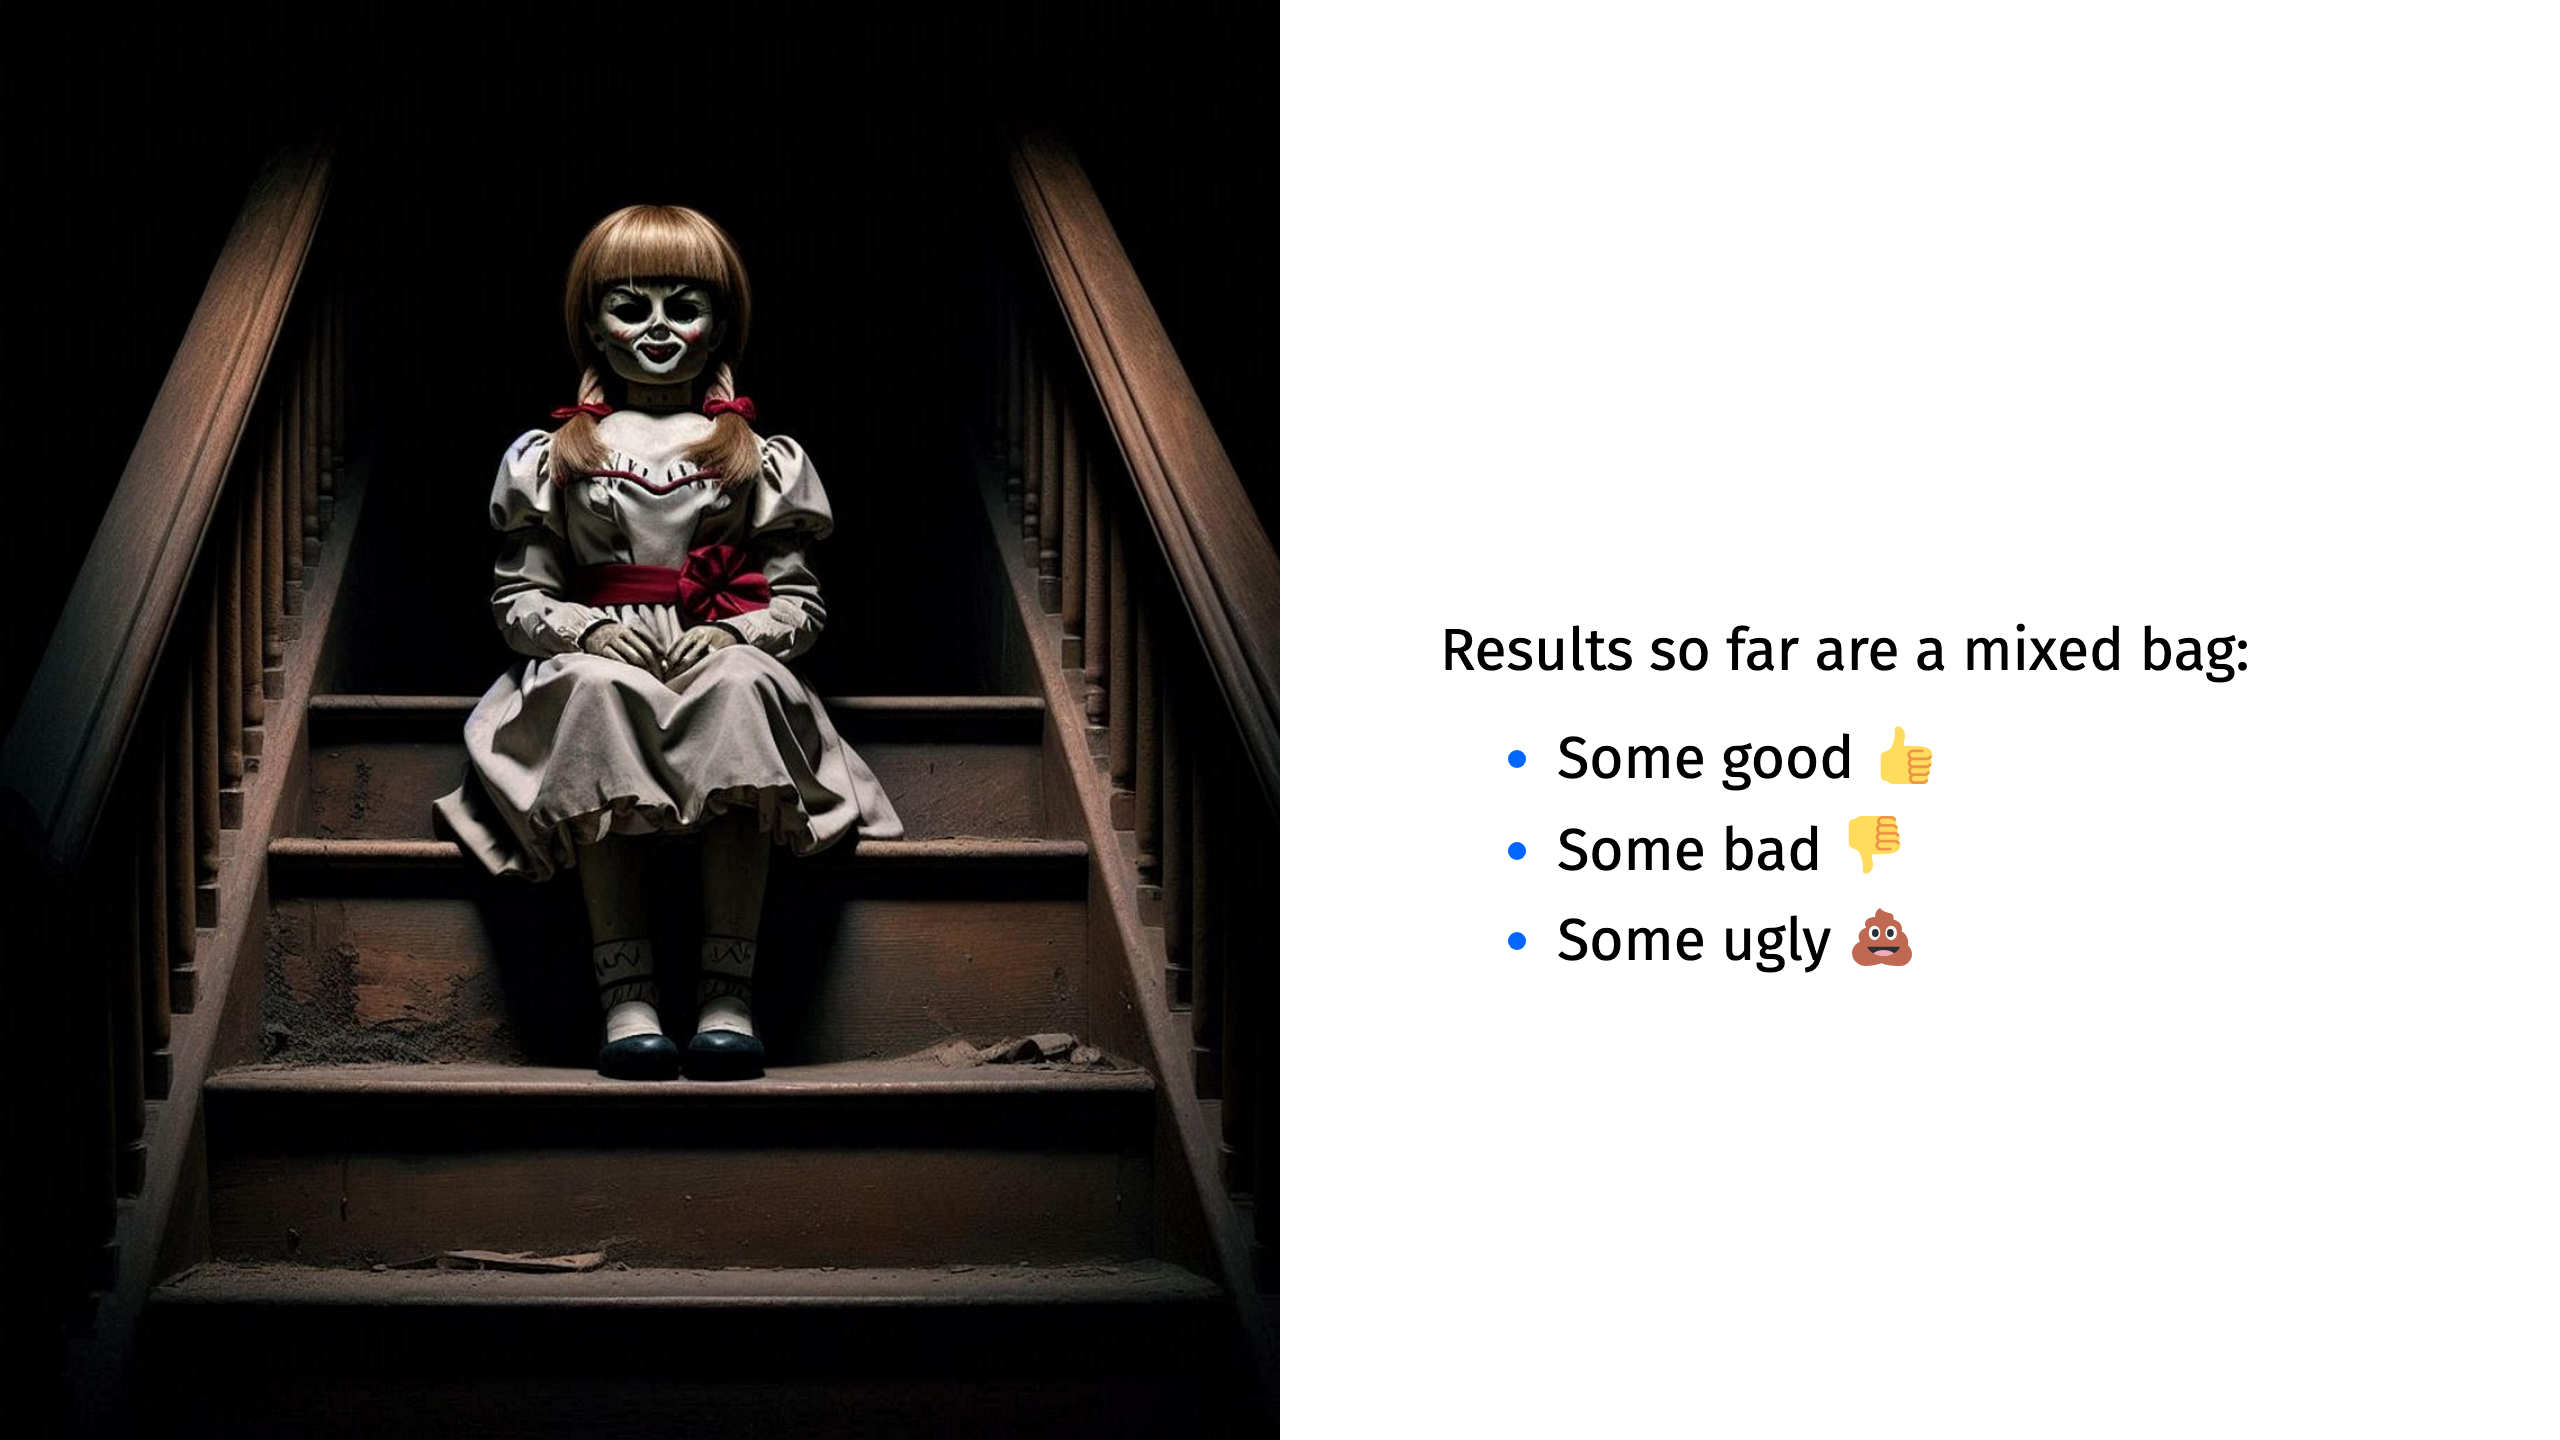 Results so far are a mixed bag:
• Some good 👍
• Some bad 👎
• Some ugly 💩